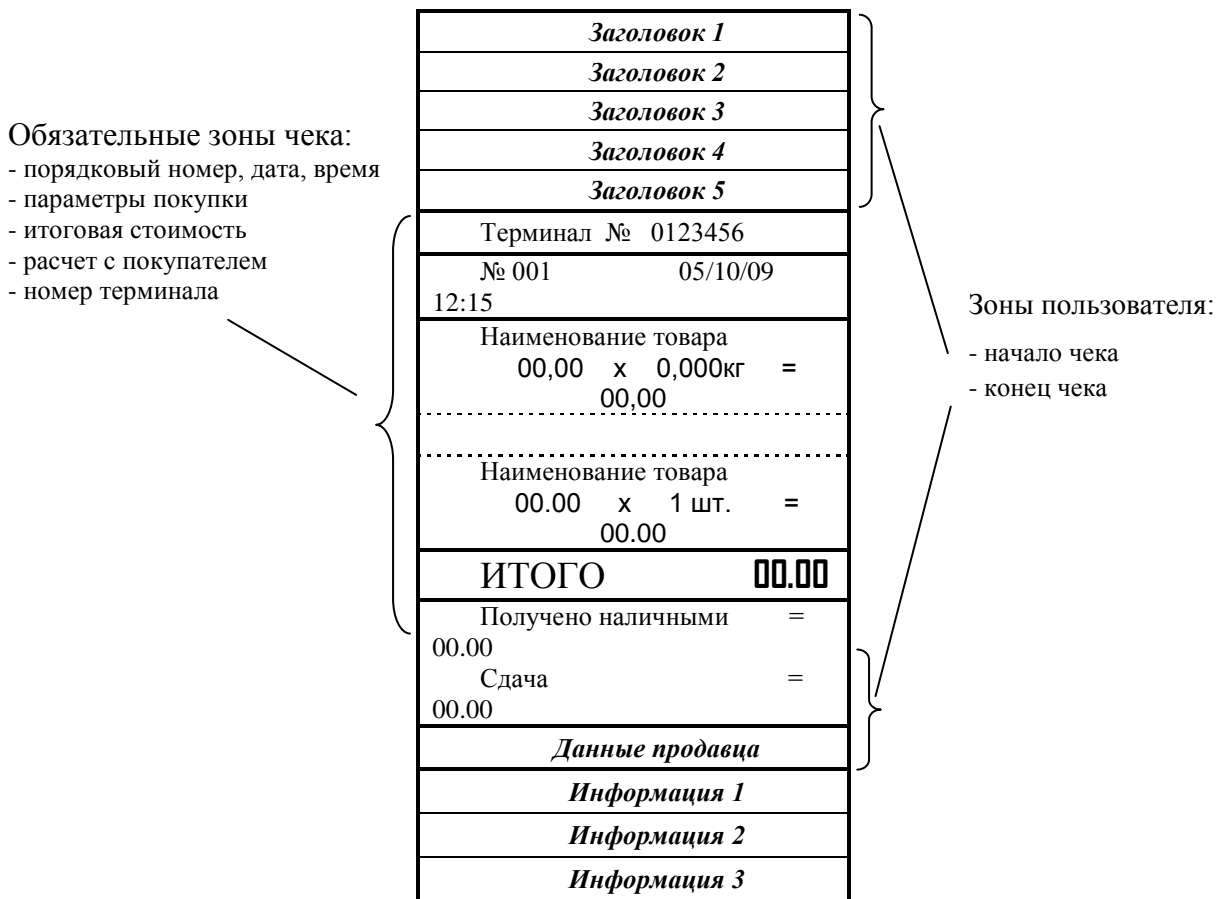 Обязательные зоны чека:
- порядковый номер, дата, время
- параметры покупки
- итоговая стоимость
- расчет с покупателем
- номер терминала
Заголовок 1
Заголовок 2
Заголовок 3
Заголовок 4
Заголовок 5
Терминал № 0123456
№ 001 05/10/09
12:15
Наименование товара
00,00 x 0,000кг =
00,00
Наименование товара
00.00 x 1 шт. =
00.00
ИТОГО 00.00
Получено наличными =
00.00
Сдача =
00.00
Данные продавца
Информация 1
Информация 2
Информация 3
Зоны пользователя:
- начало чека
- конец чека